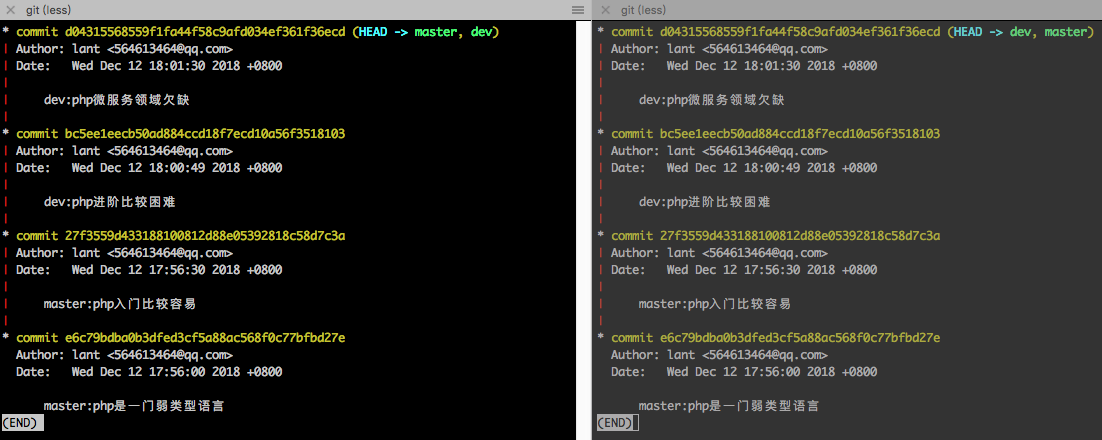 git (less)
* commit d04315568559f1fa44f58c9afd034ef361f36ecd (HEAD -> master, dev)
| Author: lant <564613464@qq.com>
| Date:   Wed Dec 12 18:01:30 2018 +0800
|
|     dev:php微服务领域欠缺
|
* commit bc5ee1eecb50ad884ccd18f7ecd10a56f3518103
| Author: lant <564613464@qq.com>
| Date:   Wed Dec 12 18:00:49 2018 +0800
|
|     dev:php进阶比较困难
|
* commit 27f3559d433188100812d88e05392818c58d7c3a
| Author: lant <564613464@qq.com>
| Date:   Wed Dec 12 17:56:30 2018 +0800
|
|     master:php入门比较容易
|
* commit e6c79bdba0b3dfed3cf5a88ac568f0c77bfbd27e
  Author: lant <564613464@qq.com>
  Date:   Wed Dec 12 17:56:00 2018 +0800

      master:php是一门弱类型语言
(END)
git (less)
* commit d04315568559f1fa44f58c9afd034ef361f36ecd (HEAD -> dev, master)
| Author: lant <564613464@qq.com>
| Date:   Wed Dec 12 18:01:30 2018 +0800
|
|     dev:php微服务领域欠缺
|
* commit bc5ee1eecb50ad884ccd18f7ecd10a56f3518103
| Author: lant <564613464@qq.com>
| Date:   Wed Dec 12 18:00:49 2018 +0800
|
|     dev:php进阶比较困难
|
* commit 27f3559d433188100812d88e05392818c58d7c3a
| Author: lant <564613464@qq.com>
| Date:   Wed Dec 12 17:56:30 2018 +0800
|
|     master:php入门比较容易
|
* commit e6c79bdba0b3dfed3cf5a88ac568f0c77bfbd27e
  Author: lant <564613464@qq.com>
  Date:   Wed Dec 12 17:56:00 2018 +0800

      master:php是一门弱类型语言
(END)